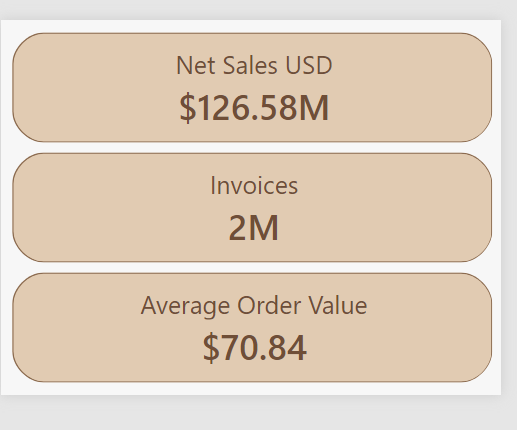 Net Sales USD
$126.58M
Invoices
2M
Average Order Value
$70.84